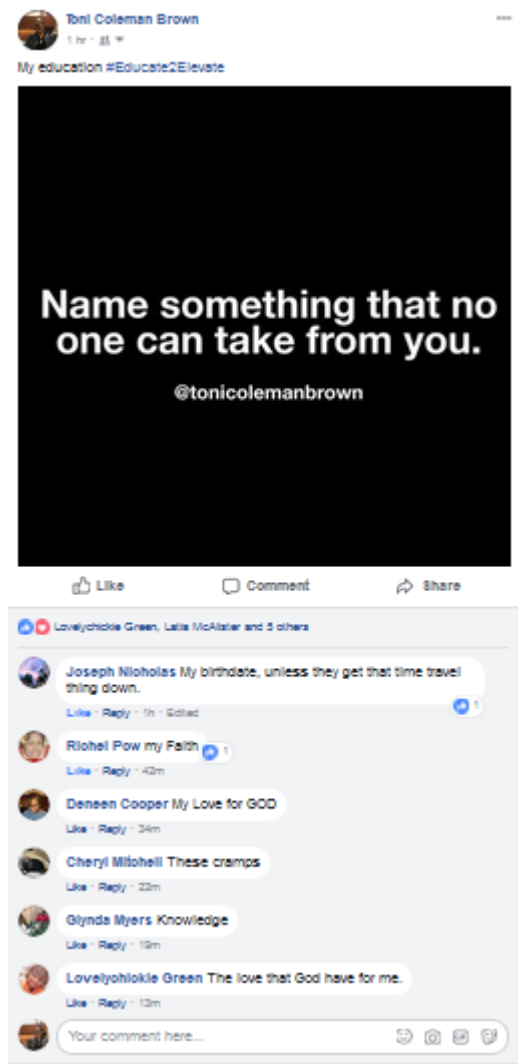 Toni Coleman Brown
1 hr
My education #Educate2Elevate
Name something that no
one can take from you.
@tonicolemanbrown
Like Comment Share
Lovelychickie Green, Latis McAlister and 5 others
Joseph Nicholas My birthdate, unless they get that time travel
thing down.
1
Like · Reply · 1h · Edited
Richel Pow my Faith 1
Like · Reply · 42m
Deneen Cooper My Love for GOD
Like · Reply · 34m
Cheryl Mitchell These cramps
Like · Reply · 22m
Glynda Myers Knowledge
Like · Reply · 19m
Lovelychickie Green The love that God have for me.
Like · Reply · 13m
Your comment here...